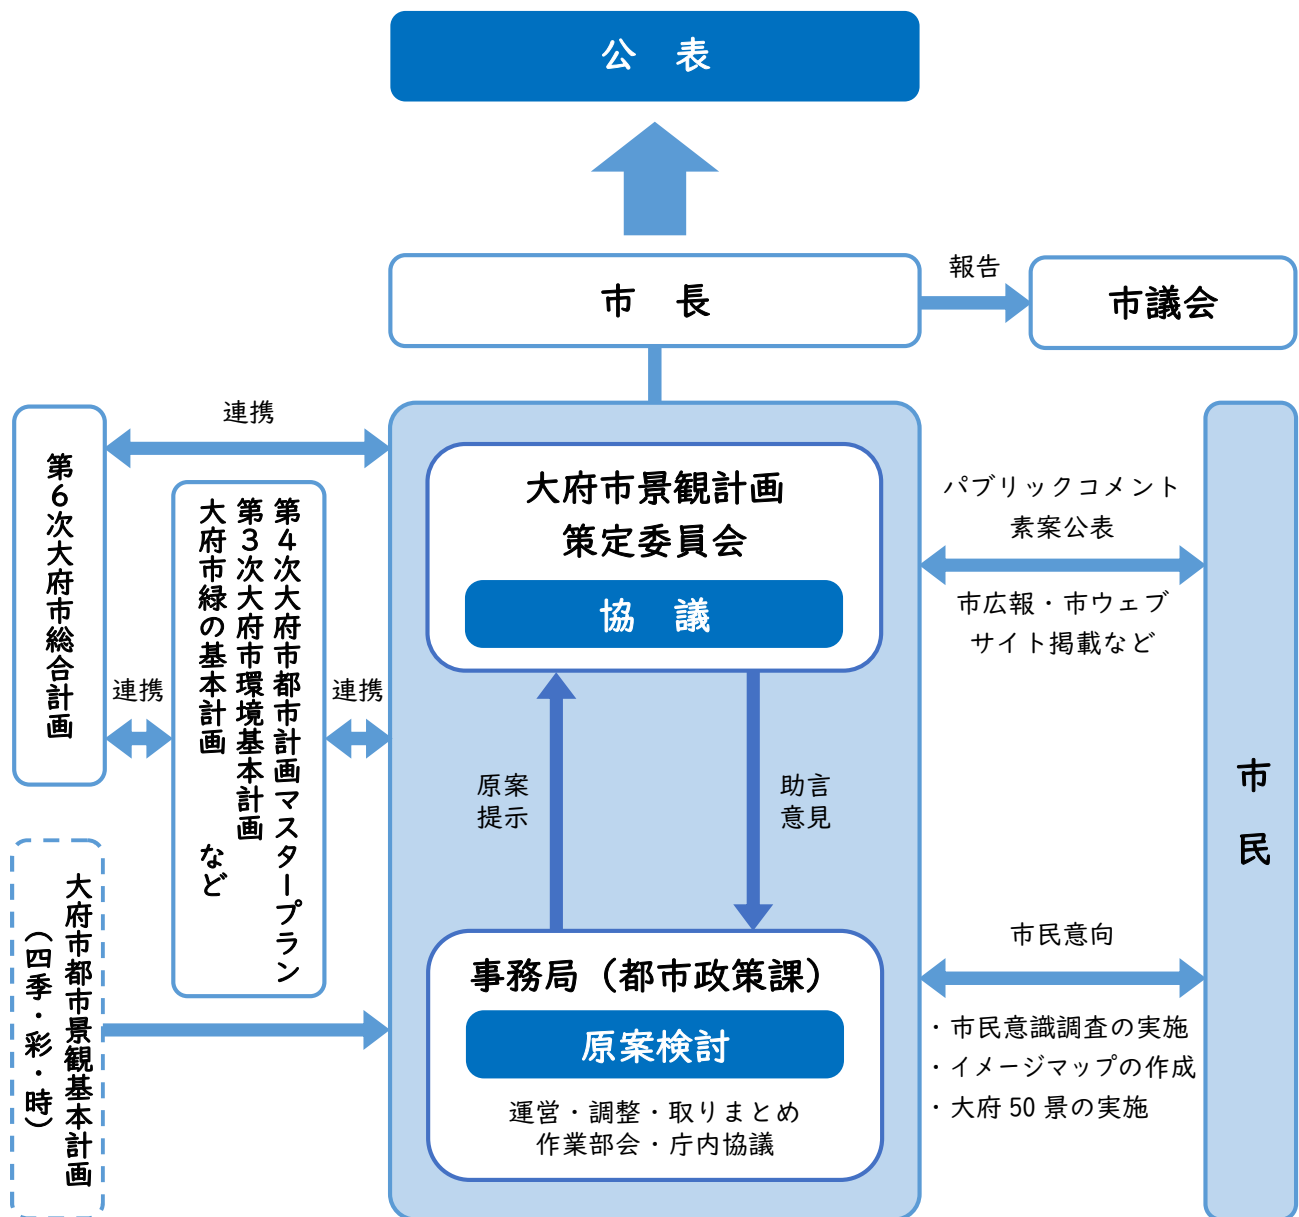 公 表
市 長
報告
市議会
連携
第6次大府市総合計画
連携
第4次大府市都市計画マスタープラン
第3次大府市環境基本計画
大府市緑の基本計画 など
連携
大府市都市景観基本計画
（四季・彩・時）
大府市景観計画
策定委員会
協 議
原案
提示
助言
意見
事務局（都市政策課）
原案検討
運営・調整・取りまとめ
作業部会・庁内協議
パブリックコメント
素案公表
市広報・市ウェブ
サイト掲載など
市民意向
・市民意識調査の実施
・イメージマップの作成
・大府 50 景の実施
市民